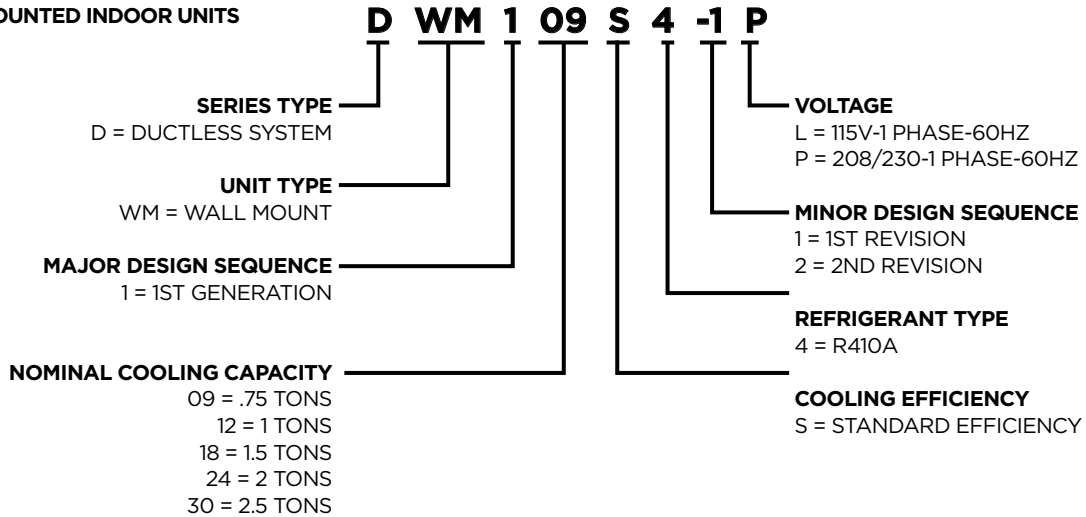 INDOOR UNITS
D WM 1 09 S 4 -1 P
SERIES TYPE
D = DUCTLESS SYSTEM
UNIT TYPE
WM = WALL MOUNT
MAJOR DESIGN SEQUENCE
1 = 1ST GENERATION
NOMINAL COOLING CAPACITY
09 = .75 TONS
12 = 1 TONS
18 = 1.5 TONS
24 = 2 TONS
30 = 2.5 TONS
VOLTAGE
L = 115V-1 PHASE-60HZ
P = 208/230-1 PHASE-60HZ
MINOR DESIGN SEQUENCE
1 = 1ST REVISION
2 = 2ND REVISION
REFRIGERANT TYPE
4 = R410A
COOLING EFFICIENCY
S = STANDARD EFFICIENCY